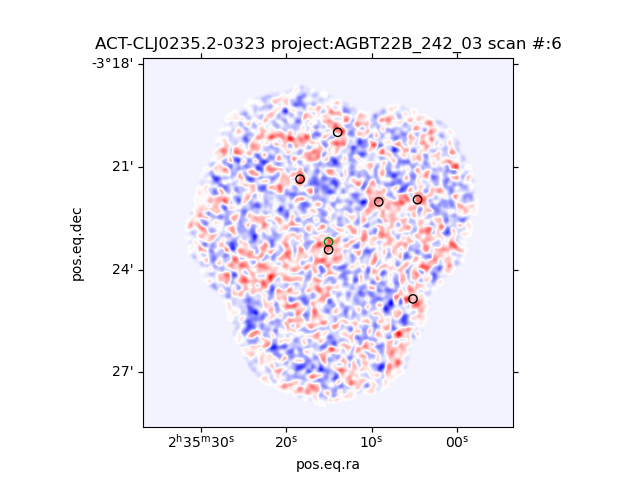 ACT-CLJ0235.2-0323 project:AGBT22B_242_03 scan #:6
-3°18'
21'
24'
27'
pos.eq.dec
2ʰ35ᵐ30ˢ 20ˢ 10ˢ 00ˢ
pos.eq.ra